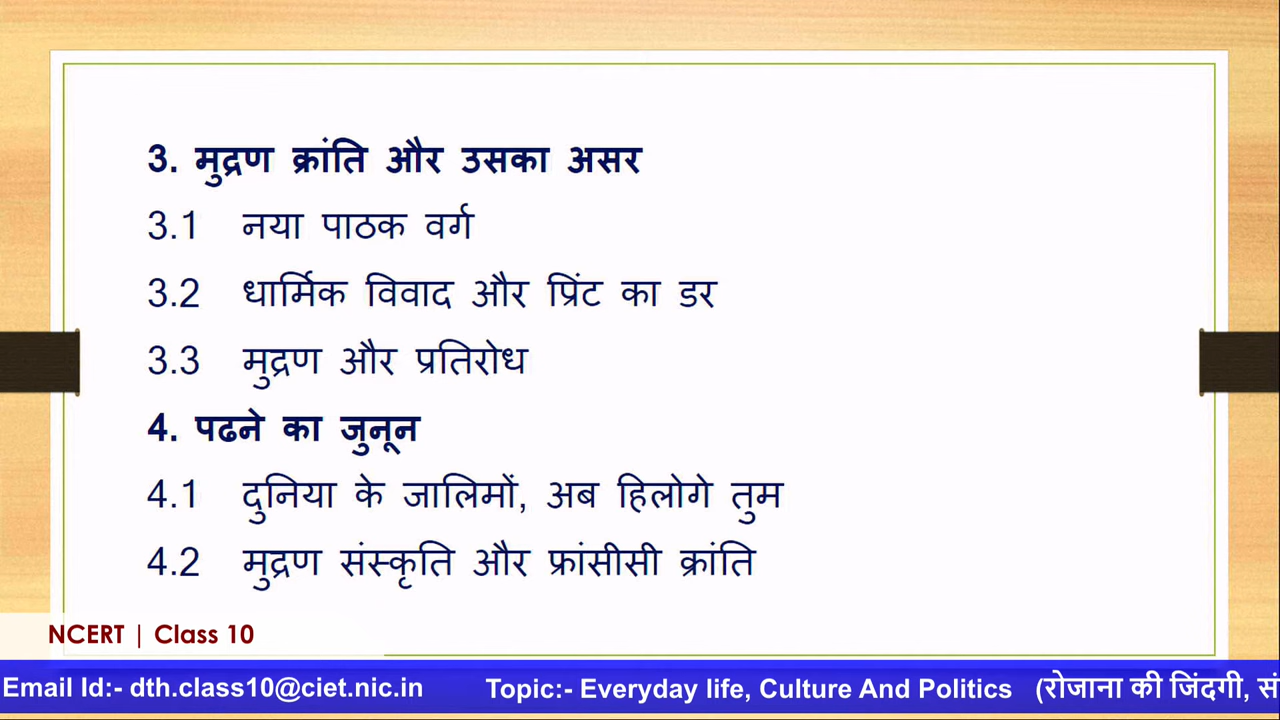 3. मुद्रण क्रांति और उसका असर
3.1 नया पाठक वर्ग
3.2 धार्मिक विवाद और प्रिंट का डर
3.3 मुद्रण और प्रतिरोध
4. पढने का जुनून
4.1 दुनिया के जालिमों, अब हिलोगे तुम
4.2 मुद्रण संस्कृति और फ्रांसीसी क्रांति
NCERT | Class 10
Email Id:- dth.class10@ciet.nic.in Topic:- Everyday life, Culture And Politics (रोजाना की जिंदगी,